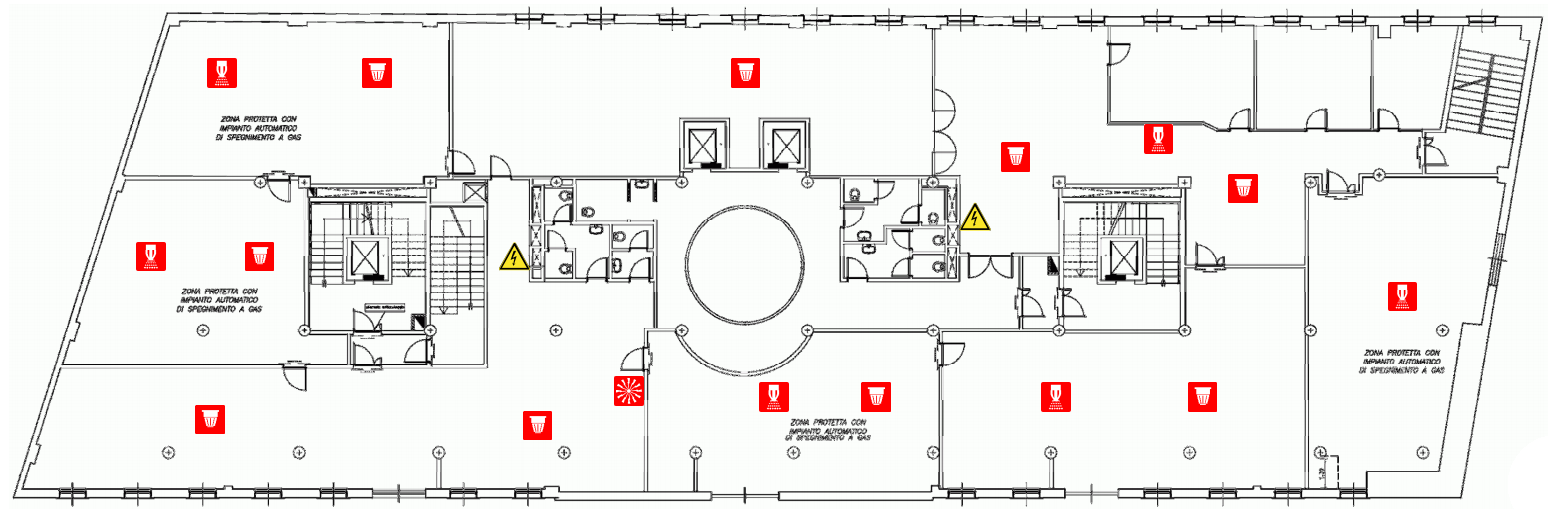 ZONA PROTETTA CON
IMPIANTO AUTOMATICO
DI SPEGNIMENTO A GAS
ZONA PROTETTA CON
IMPIANTO AUTOMATICO
DI SPEGNIMENTO A GAS
ZONA PROTETTA CON
IMPIANTO AUTOMATICO
DI SPEGNIMENTO A GAS
ZONA PROTETTA CON
IMPIANTO AUTOMATICO
DI SPEGNIMENTO A GAS